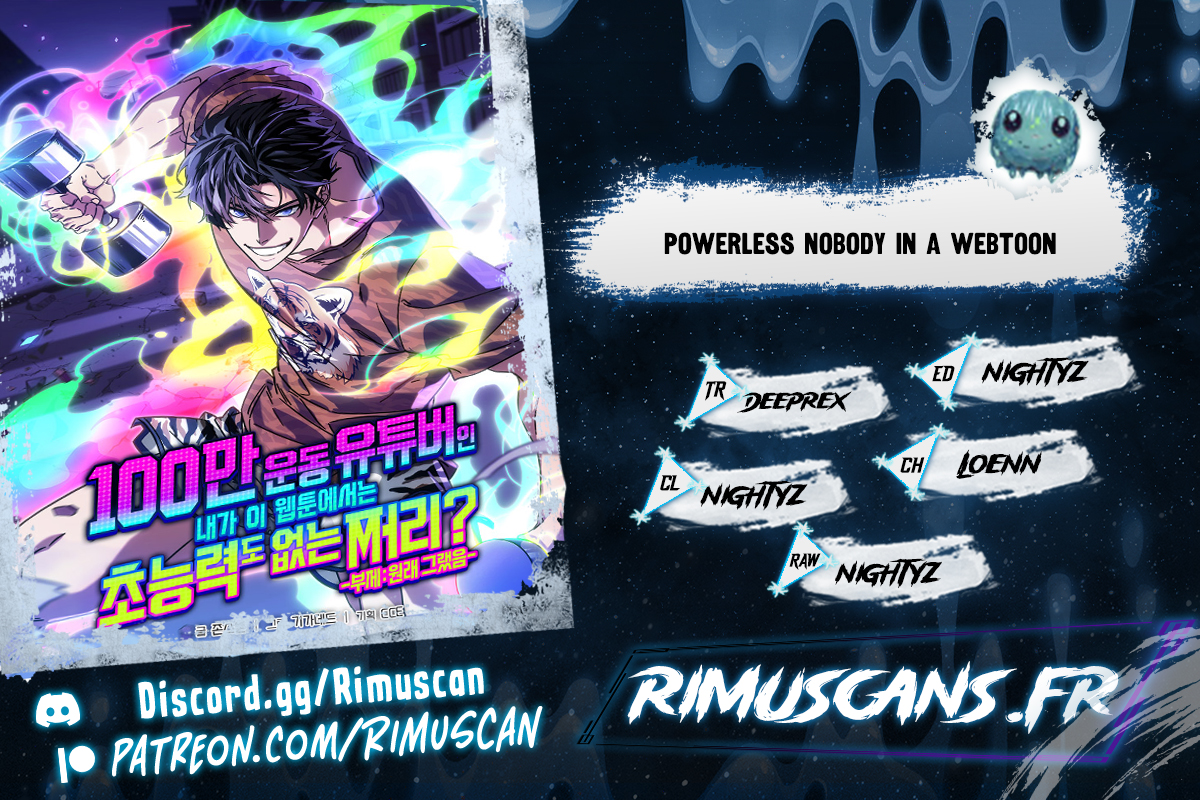 100만 운동 유튜버인
내가 이 웹툰에서는
초능력도 없는 쩌리?
-부제:원래 그랬음-
POWERLESS NOBODY IN A WEBTOON
TR DEEPREX
ED NIGHTYZ
CL NIGHTYZ
CH LOENN
RAW NIGHTYZ
Discord.gg/Rimuscan
PATREON.COM/RIMUSCAN
RIMUSCANS.FR